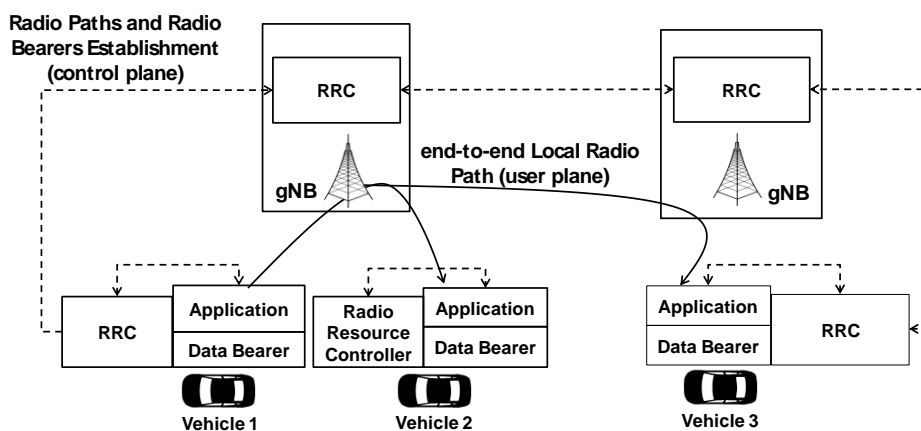 Radio Paths and Radio
Bearers Establishment
(control plane)
RRC
RRC
gNB
end-to-end Local Radio
Path (user plane)
gNB
RRC
Application
Data Bearer
Radio
Resource
Controller
Application
Data Bearer
Application
Data Bearer
RRC
Vehicle 1
Vehicle 2
Vehicle 3